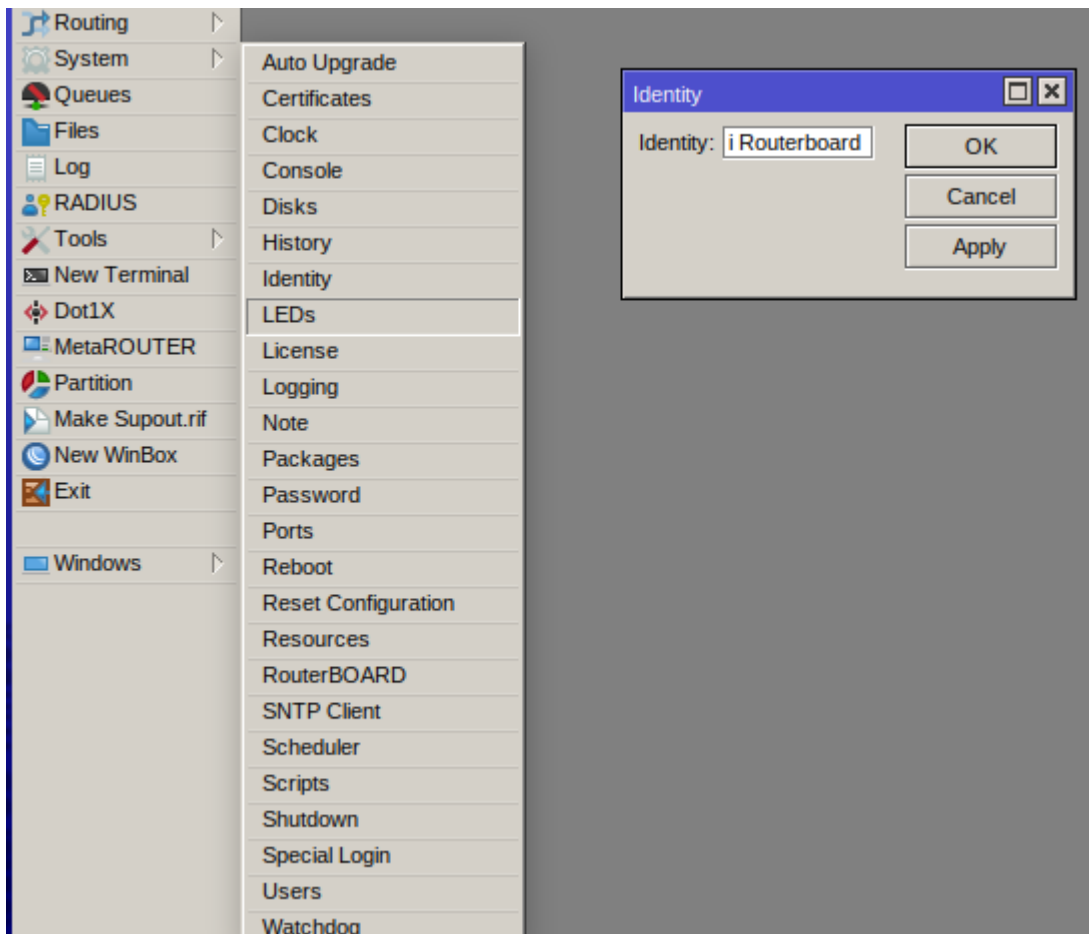 Routing
System
Queues
Files
Log
RADIUS
Tools
New Terminal
Dot1X
MetaROUTER
Partition
Make Supout.rif
New WinBox
Exit
Windows
Auto Upgrade
Certificates
Clock
Console
Disks
History
Identity
LEDs
License
Logging
Note
Packages
Password
Ports
Reboot
Reset Configuration
Resources
RouterBOARD
SNTP Client
Scheduler
Scripts
Shutdown
Special Login
Users
Watchdog
Identity
Identity: i Routerboard
OK
Cancel
Apply